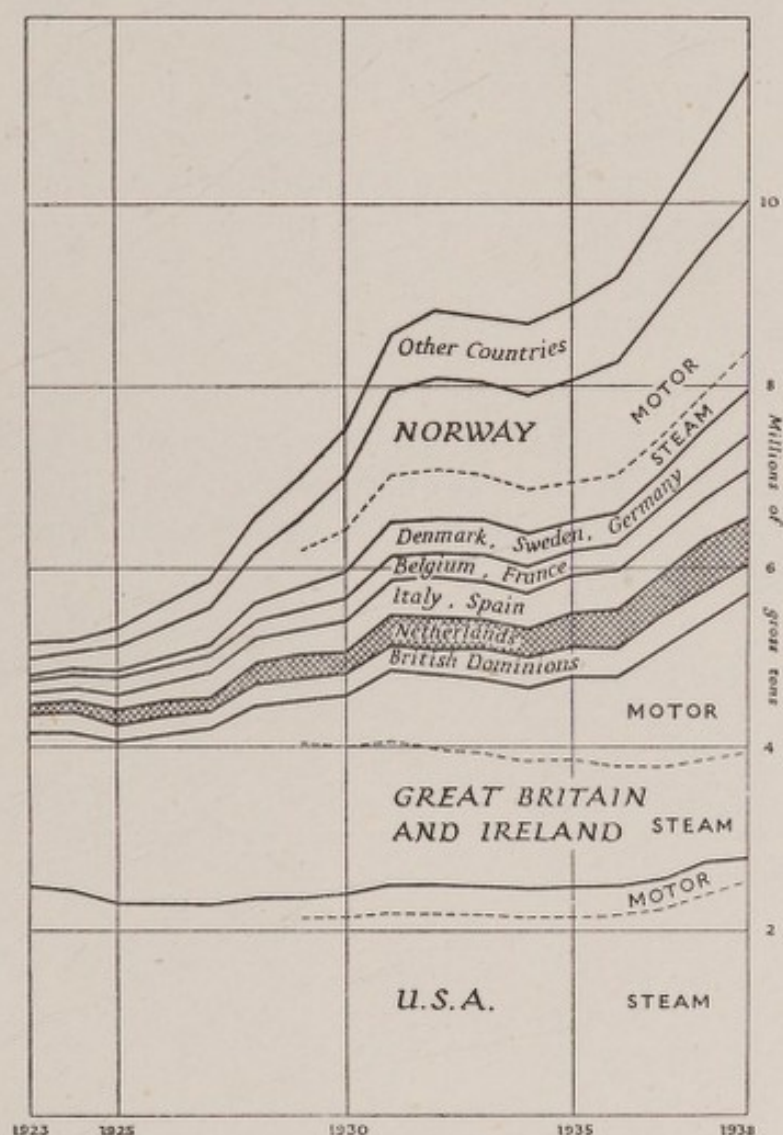 10
Other Countries
MOTOR
8
NORWAY
STEAM
Millions of gross tons
Denmark, Sweden, Germany
6
Belgium, France
Italy, Spain
Netherlands
British Dominions
MOTOR
4
GREAT BRITAIN
AND IRELAND
STEAM
MOTOR
2
U.S.A.
STEAM
1923 1925 1930 1935 1938